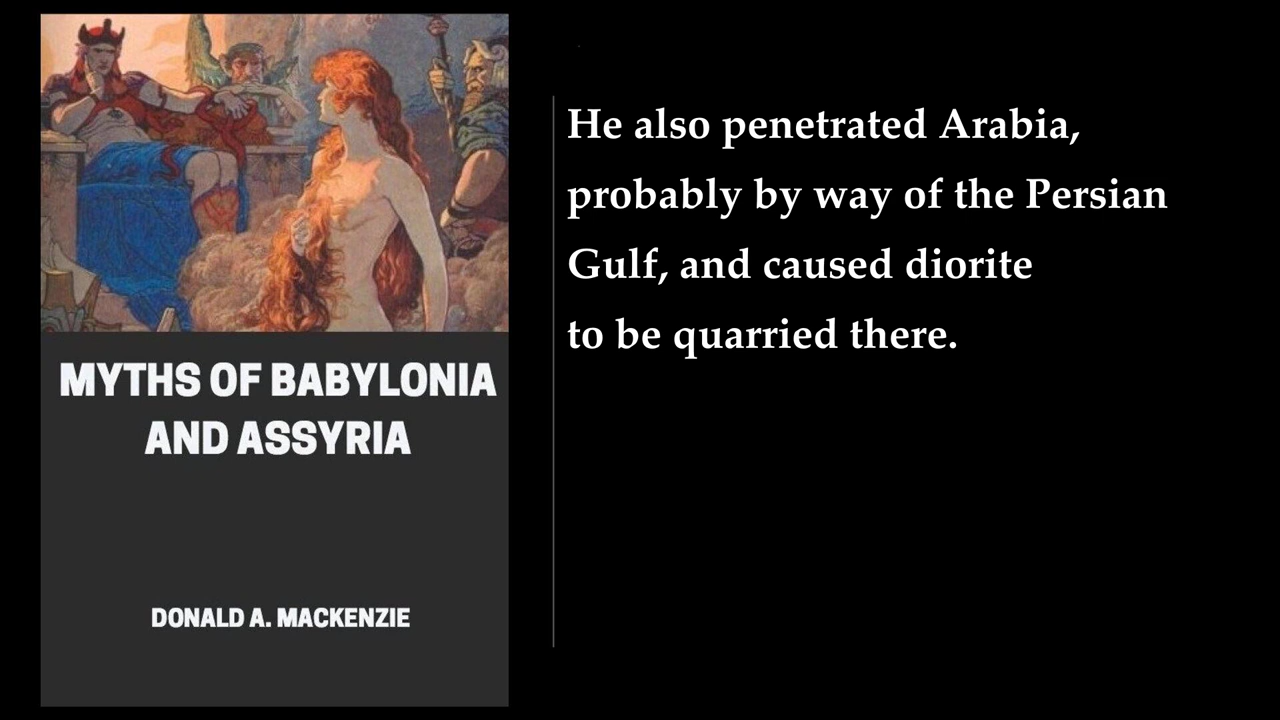 MYTHS OF BABYLONIA
AND ASSYRIA
DONALD A. MACKENZIE
He also penetrated Arabia,
probably by way of the Persian
Gulf, and caused diorite
to be quarried there.